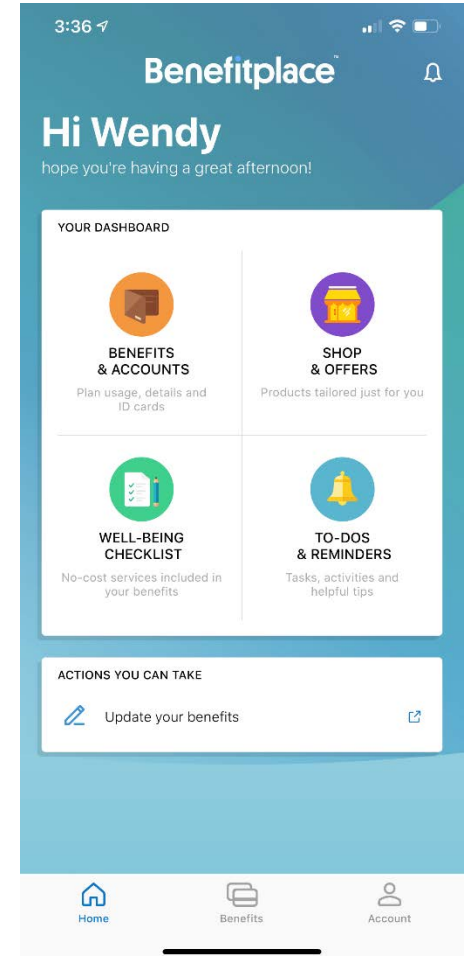 3:36
Benefitplace™
Hi Wendy
hope you're having a great afternoon!
YOUR DASHBOARD
BENEFITS
& ACCOUNTS
Plan usage, details and
ID cards
SHOP
& OFFERS
Products tailored just for you
WELL-BEING
CHECKLIST
No-cost services included in
your benefits
TO-DOS
& REMINDERS
Tasks, activities and
helpful tips
ACTIONS YOU CAN TAKE
Update your benefits
Home
Benefits
Account